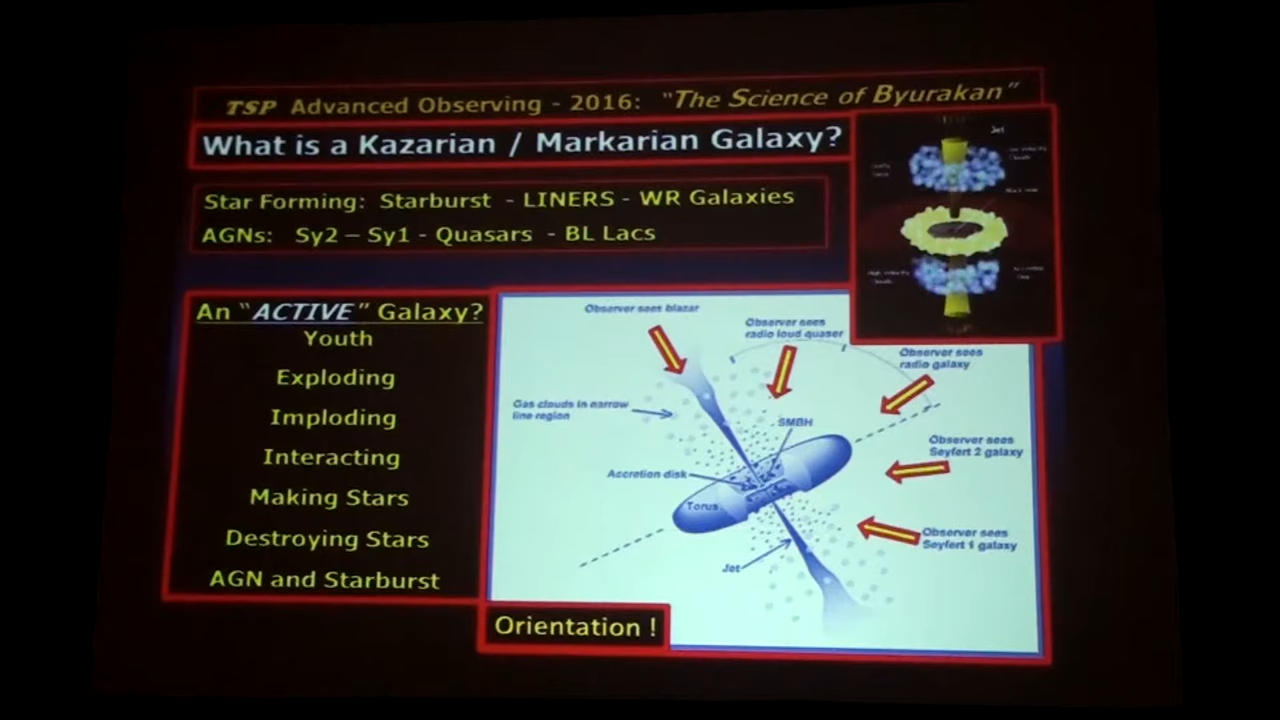 TSP Advanced Observing - 2016: "The Science of Byurakan"
What is a Kazarian / Markarian Galaxy?
Star Forming: Starburst - LINERS - WR Galaxies
AGNs: Sy2 – Sy1 - Quasars - BL Lacs
Jet
An "ACTIVE" Galaxy?
Youth
Exploding
Imploding
Interacting
Making Stars
Destroying Stars
AGN and Starburst
Observer sees blazar
Observer sees
radio loud quaser
Observer sees
radio galaxy
Gas clouds in narrow
line region
SMBH
Observer sees
Seyfert 2 galaxy
Accretion disk
Torus
Observer sees
Seyfert 1 galaxy
Jet
Orientation !